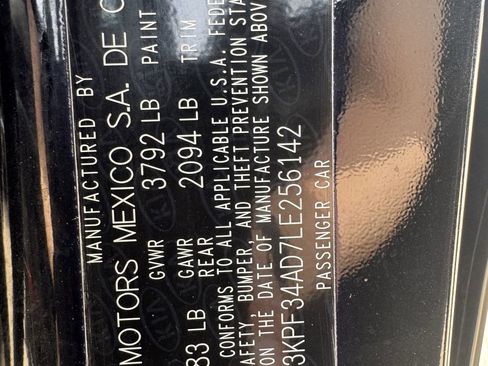 MANUFACTURED BY
MOTORS MEXICO S.A. DE C
GVWR 3792 LB PAINT
GAWR
83 LB REAR 2094 LB TRIM
CONFORMS TO ALL APPLICABLE U.S.A. FEDE
AFETY, BUMPER, AND THEFT PREVENTION STA
ON THE DATE OF MANUFACTURE SHOWN ABOV
3KPF34AD7LE256142
PASSENGER CAR